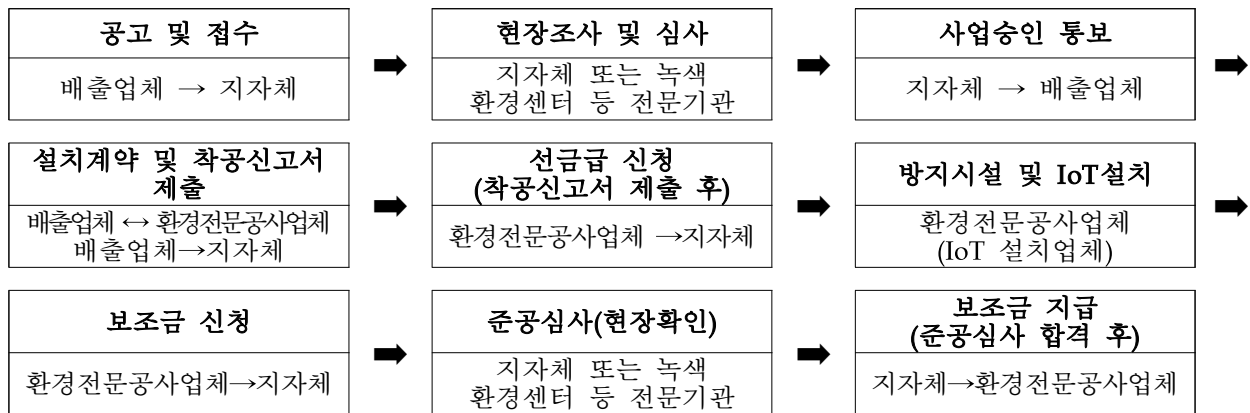 공고 및 접수
배출업체 → 지자체
현장조사 및 심사
지자체 또는 녹색
환경센터 등 전문기관
사업승인 통보
지자체 → 배출업체
설치계약 및 착공신고서
제출
배출업체 ↔ 환경전문공사업체
배출업체→지자체
선금급 신청
(착공신고서 제출 후)
환경전문공사업체 →지자체
방지시설 및 IoT설치
환경전문공사업체
(IoT 설치업체)
보조금 신청
환경전문공사업체→지자체
준공심사(현장확인)
지자체 또는 녹색
환경센터 등 전문기관
보조금 지급
(준공심사 합격 후)
지자체→환경전문공사업체